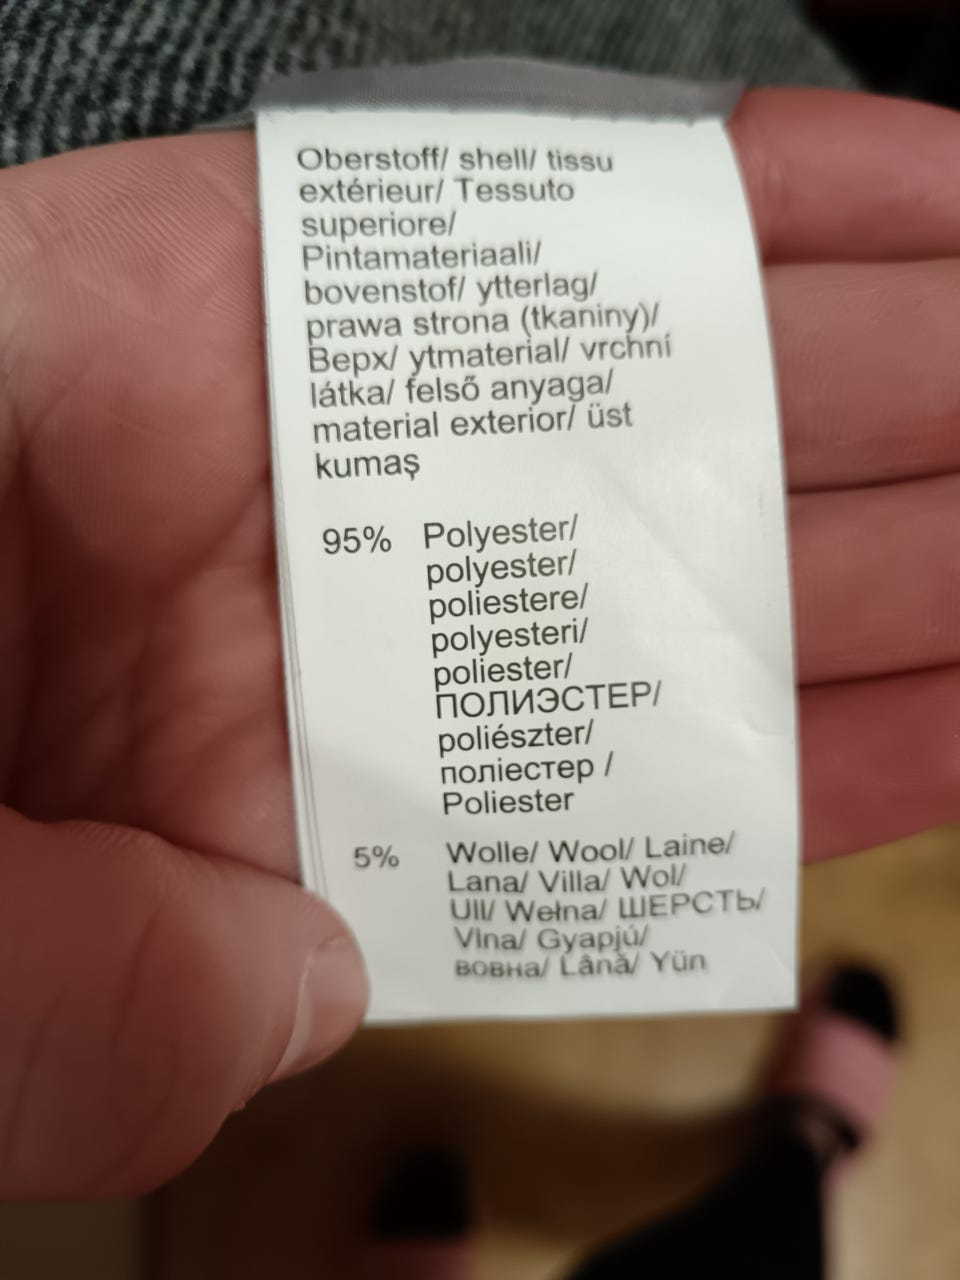 Oberstoff/ shell/ tissu
extérieur/ Tessuto
superiore/
Pintamateriaali/
bovenstof/ ytterlag/
prawa strona (tkaniny)/
Верх/ ytmaterial/ vrchní
látka/ felső anyaga/
material exterior/ üst
kumaş
95% Polyester/
polyester/
poliestere/
polyesteri/
poliester/
ПОЛИЭСТЕР/
poliészter/
поліестер /
Poliester
5% Wolle/ Wool/ Laine/
Lana/ Villa/ Wol/
Ull/ Wełna/ ШЕРСТЬ/
Vlna/ Gyapjú/
вовна/ Lână/ Yün